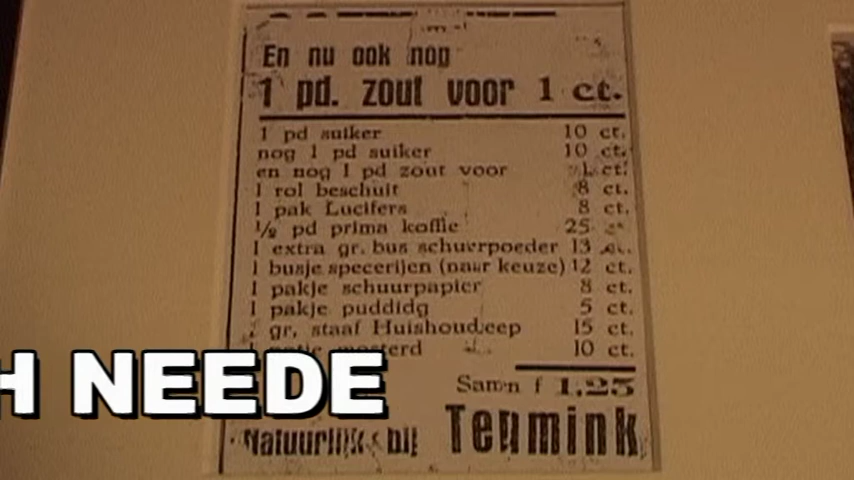 En nu ook nog
1 pd. zout voor 1 ct.
1 pd suiker 10 ct.
nog 1 pd suiker 10 ct.
en nog 1 pd zout voor 1 ct.
1 rol beschuit 8 ct.
1 pak Lucifers 8 ct.
½ pd prima koffie 25
1 extra gr. bus schuurpoeder 13
1 busje specerijen (naar keuze) 12 ct.
1 pakje schuurpapier 8 ct.
1 pakje puddidg 5 ct.
gr. staaf Huishoudzeep 15 ct.
mosterd 10 ct.
H NEEDE
Samen f 1.25
Natuurlijk bij Temmink